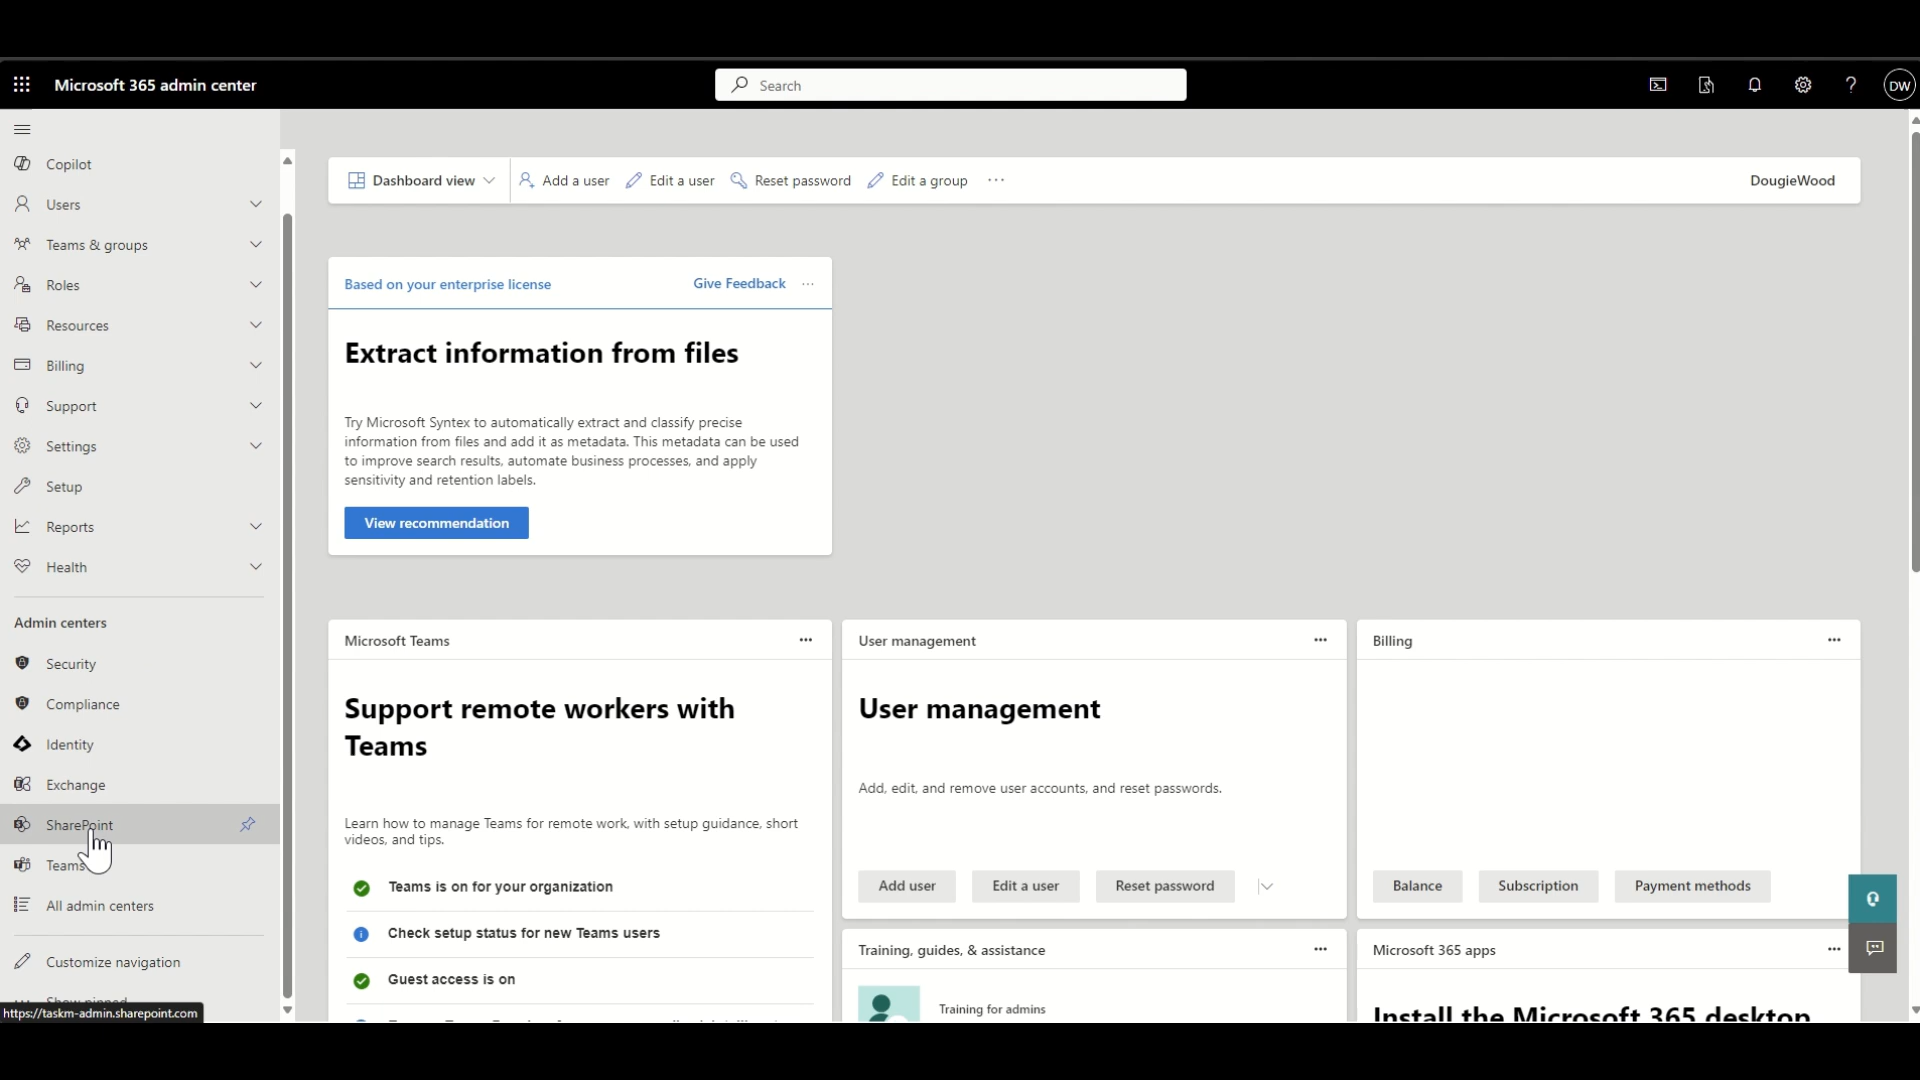 Microsoft 365 admin center
Search
DW
Copilot
Users
Teams & groups
Roles
Resources
Billing
Support
Settings
Setup
Reports
Health
Admin centers
Security
Compliance
Identity
Exchange
SharePoint
Teams
All admin centers
Customize navigation
Show pinned
https://taskm-admin.sharepoint.com
Dashboard view
Add a user
Edit a user
Reset password
Edit a group
DougieWood
Based on your enterprise license
Give Feedback
Extract information from files
Try Microsoft Syntex to automatically extract and classify precise
information from files and add it as metadata. This metadata can be used
to improve search results, automate business processes, and apply
sensitivity and retention labels.
View recommendation
Microsoft Teams
Support remote workers with
Teams
Learn how to manage Teams for remote work, with setup guidance, short
videos, and tips.
Teams is on for your organization
Check setup status for new Teams users
Guest access is on
User management
User management
Add, edit, and remove user accounts, and reset passwords.
Add user
Edit a user
Reset password
Billing
Balance
Subscription
Payment methods
Training, guides, & assistance
Training for admins
Microsoft 365 apps
Install the Microsoft 365 desktop